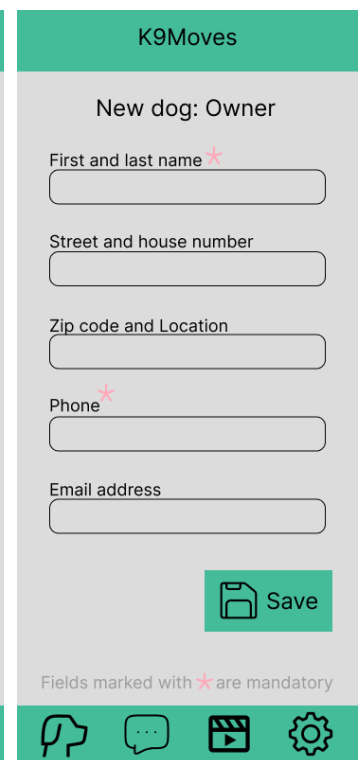 K9Moves
New dog: Owner
First and last name*
Street and house number
Zip code and Location
Phone*
Email address
Save
Fields marked with * are mandatory